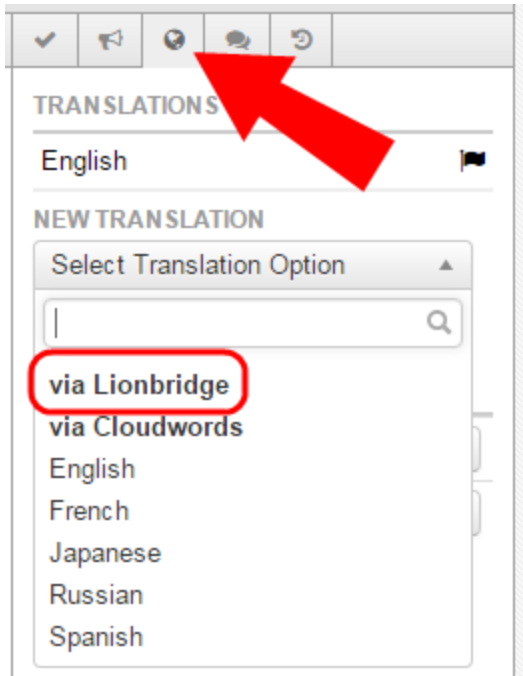 TRANSLATIONS
English
NEW TRANSLATION
Select Translation Option
via Lionbridge
via Cloudwords
English
French
Japanese
Russian
Spanish